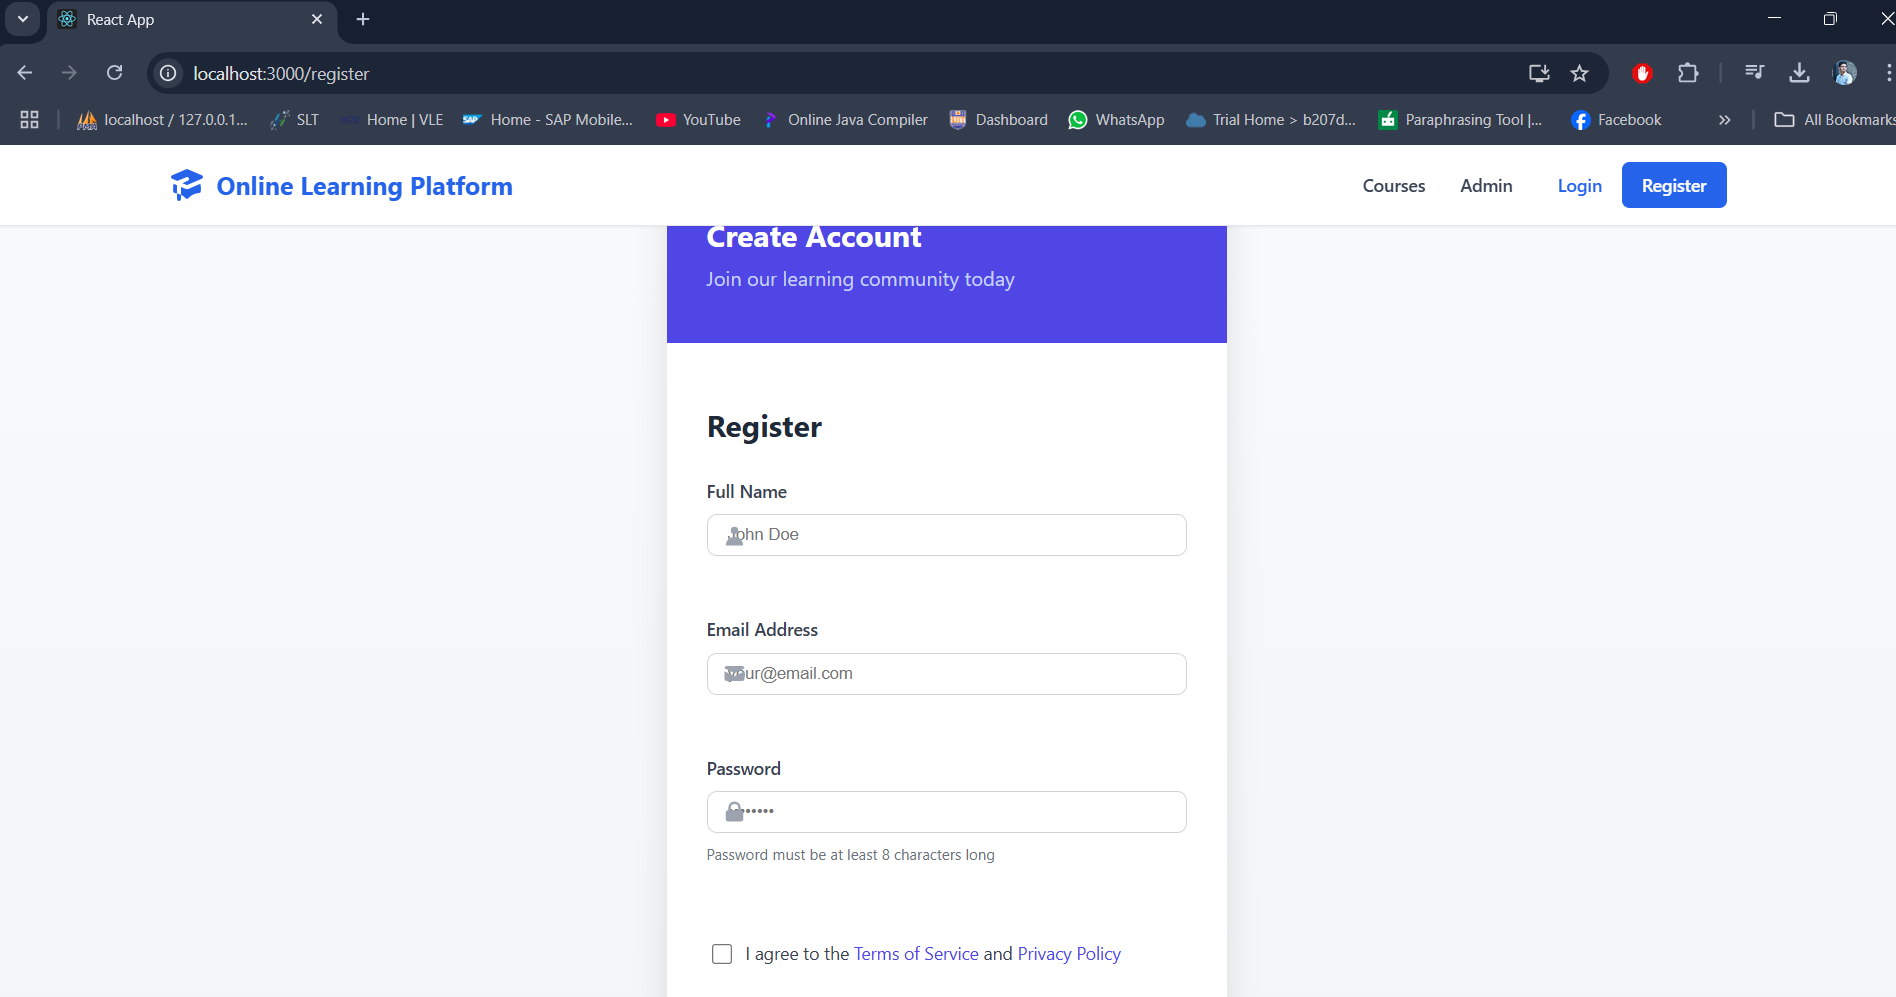 React App
localhost:3000/register
localhost / 127.0.0.1...
SLT
Home | VLE
SAP
Home - SAP Mobile...
YouTube
Online Java Compiler
Dashboard
WhatsApp
Trial Home > b207d...
Paraphrasing Tool |...
Facebook
All Bookmarks
Online Learning Platform
Courses
Admin
Login
Register
Create Account
Join our learning community today
Register
Full Name
John Doe
Email Address
your@email.com
Password
Password must be at least 8 characters long
I agree to the Terms of Service and Privacy Policy